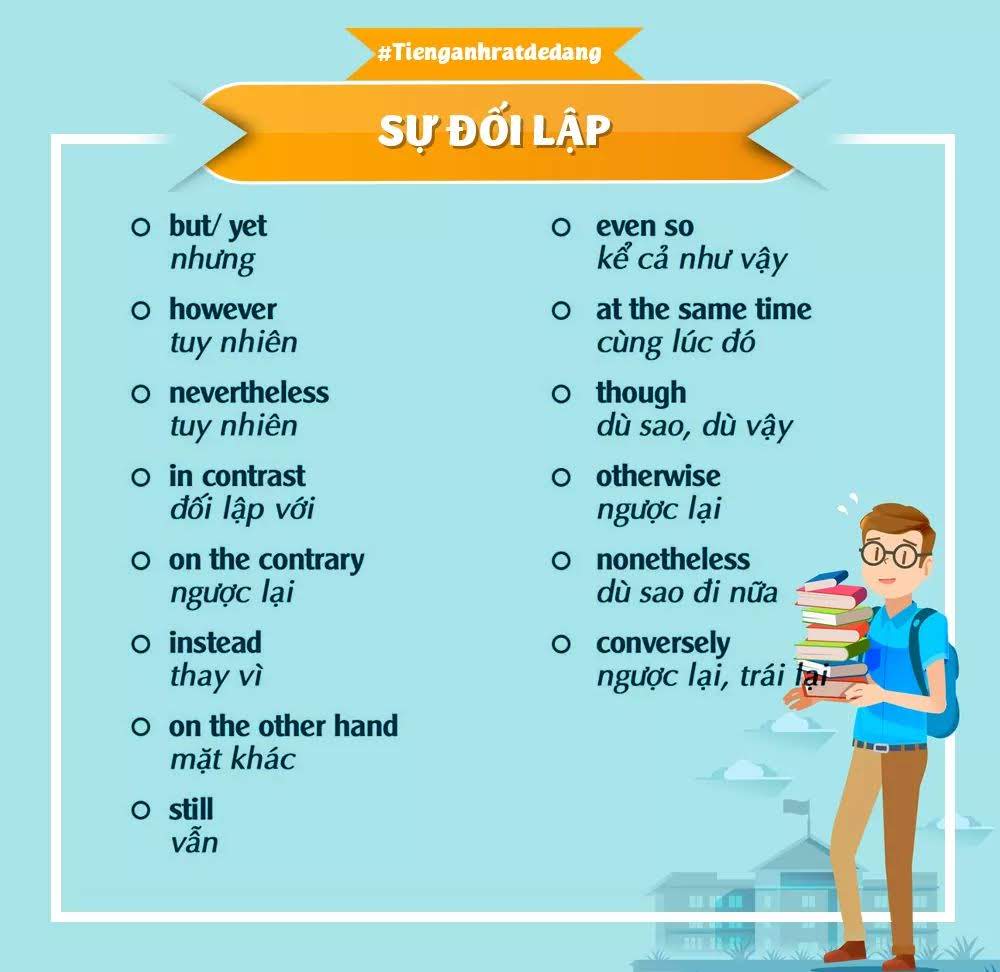 #Tienganhratdedang
SỰ ĐỐI LẬP
but/ yet
nhưng
however
tuy nhiên
nevertheless
tuy nhiên
in contrast
đối lập với
on the contrary
ngược lại
instead
thay vì
on the other hand
mặt khác
still
vẫn
even so
kể cả như vậy
at the same time
cùng lúc đó
though
dù sao, dù vậy
otherwise
ngược lại
nonetheless
dù sao đi nữa
conversely
ngược lại, trái lại